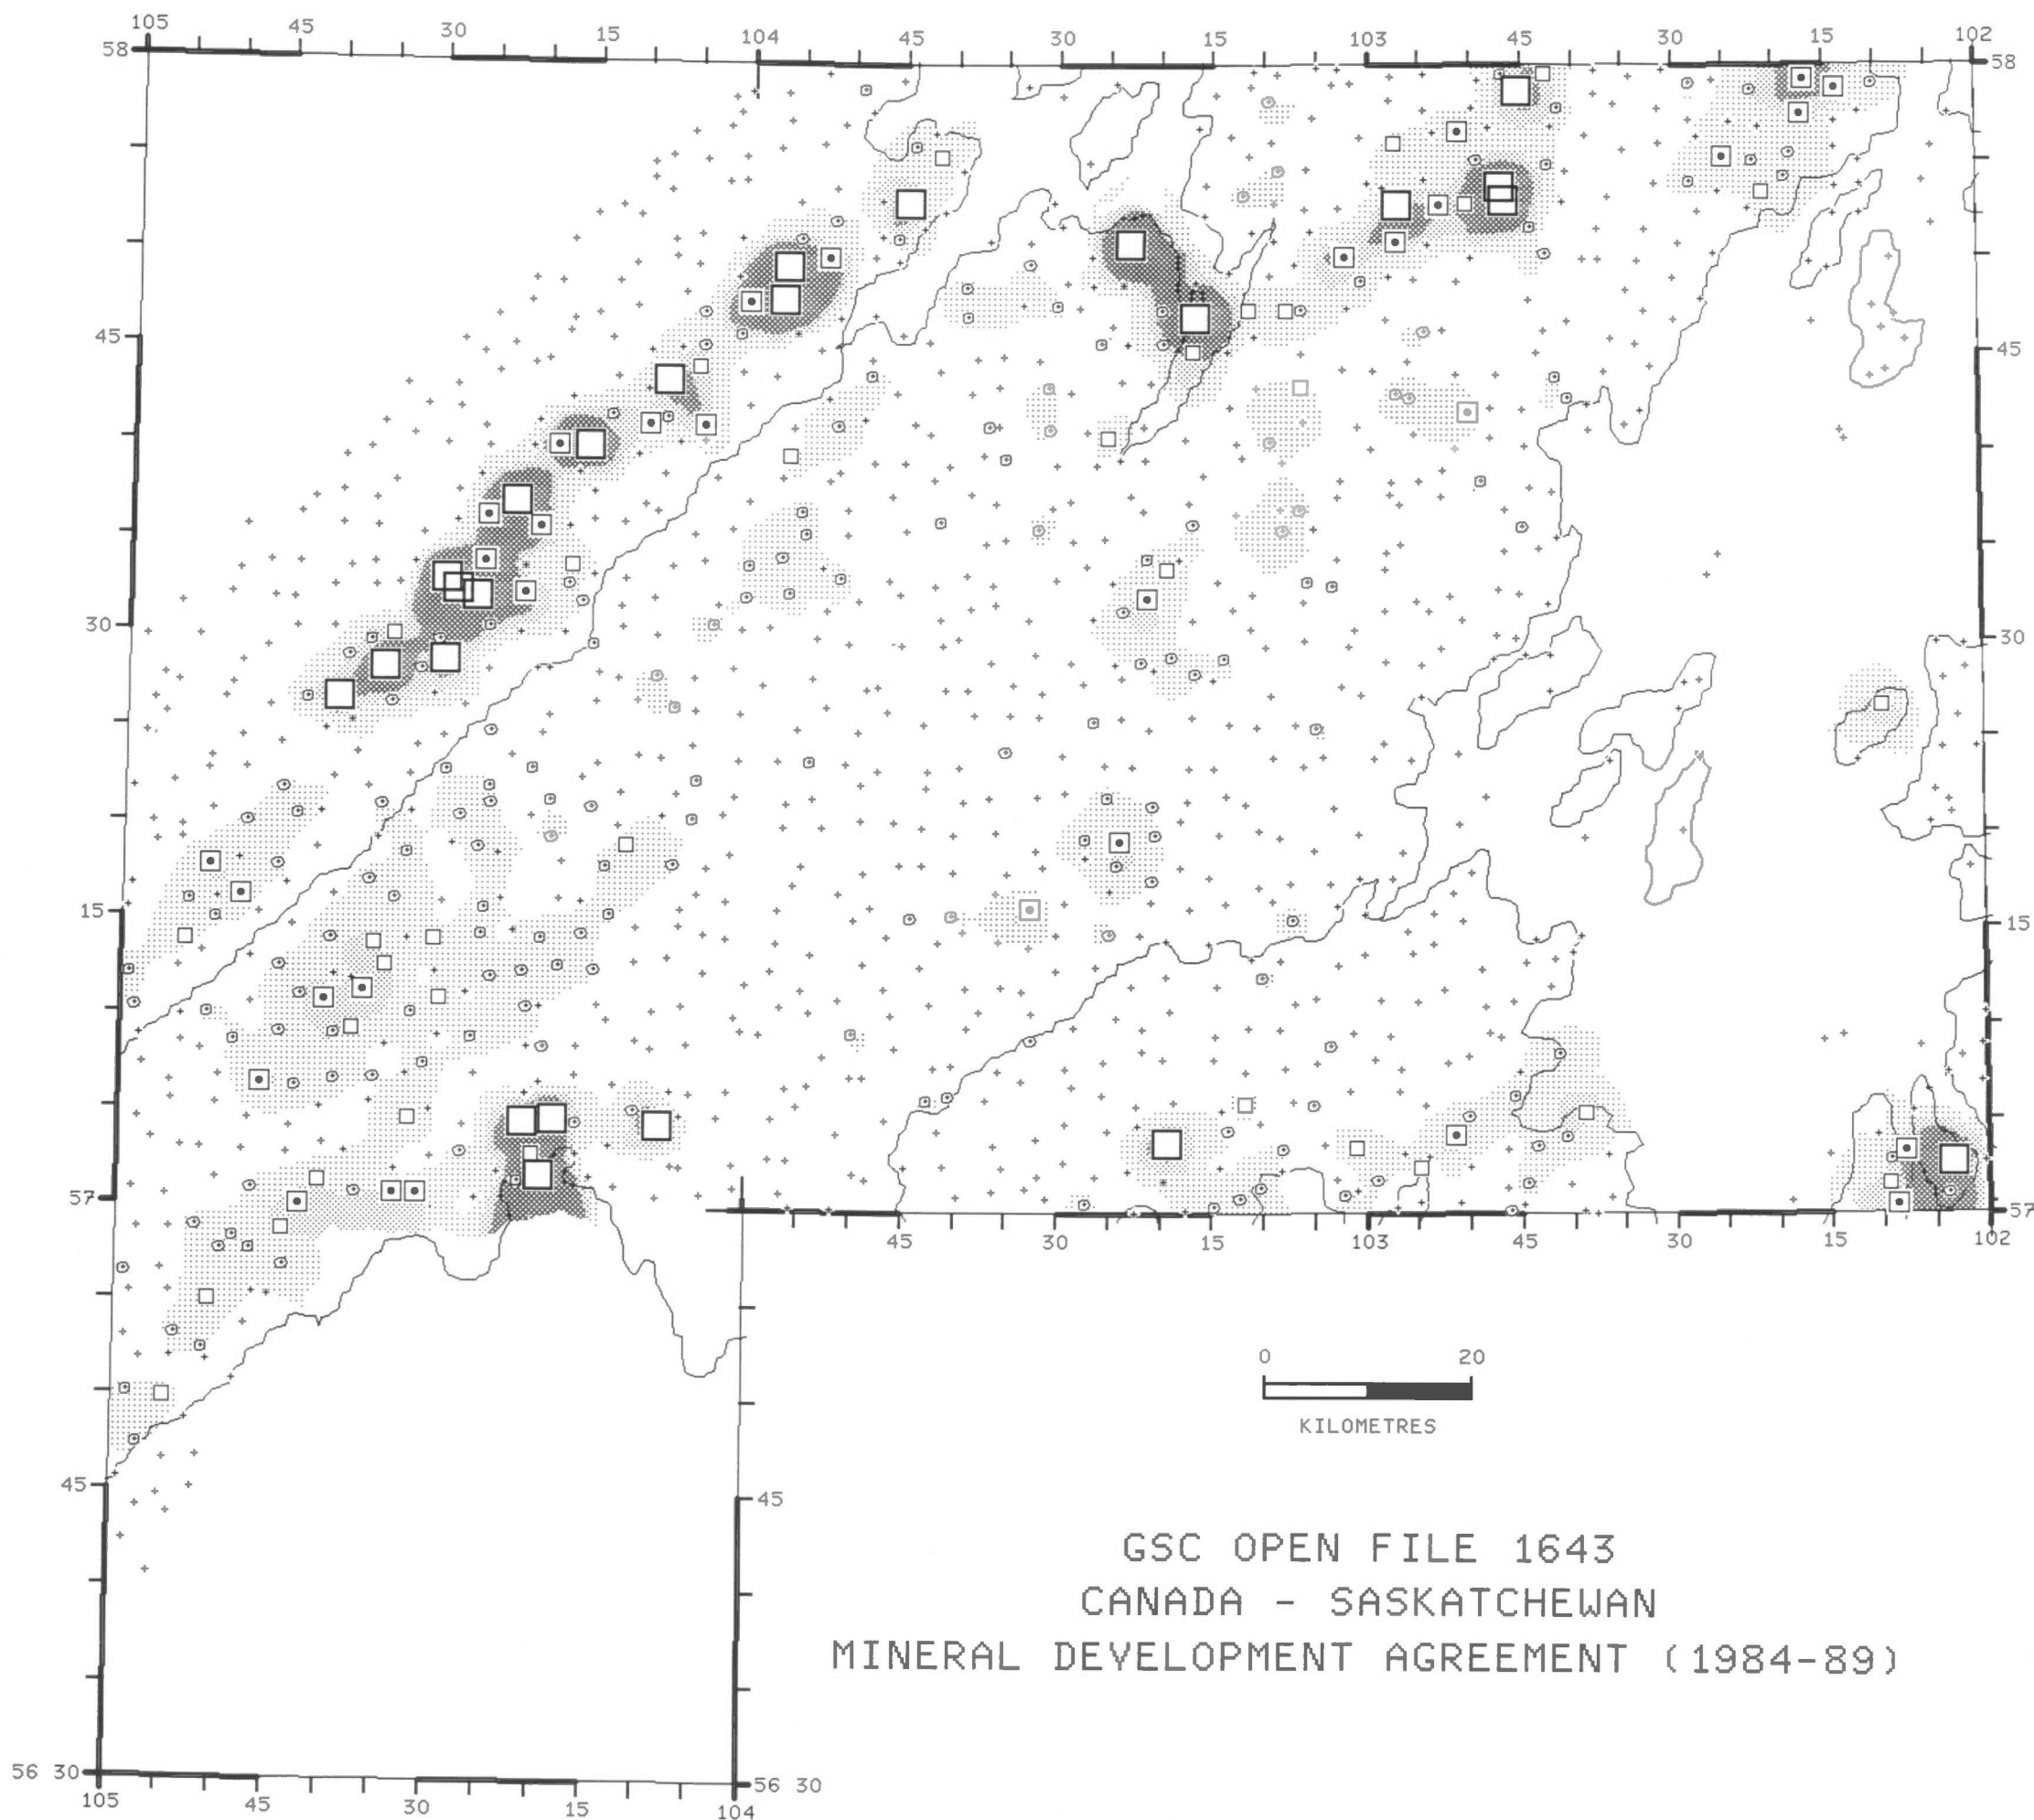 105 45 30 15 104 45 30 15 103 45 30 15 102
58 58
45 45
30 30
15 15
57 57
45 30 15 103 45 30 15 102
0 20
KILOMETRES
45 45
GSC OPEN FILE 1643
CANADA - SASKATCHEWAN
MINERAL DEVELOPMENT AGREEMENT (1984-89)
56 30 56 30
105 45 30 15 104